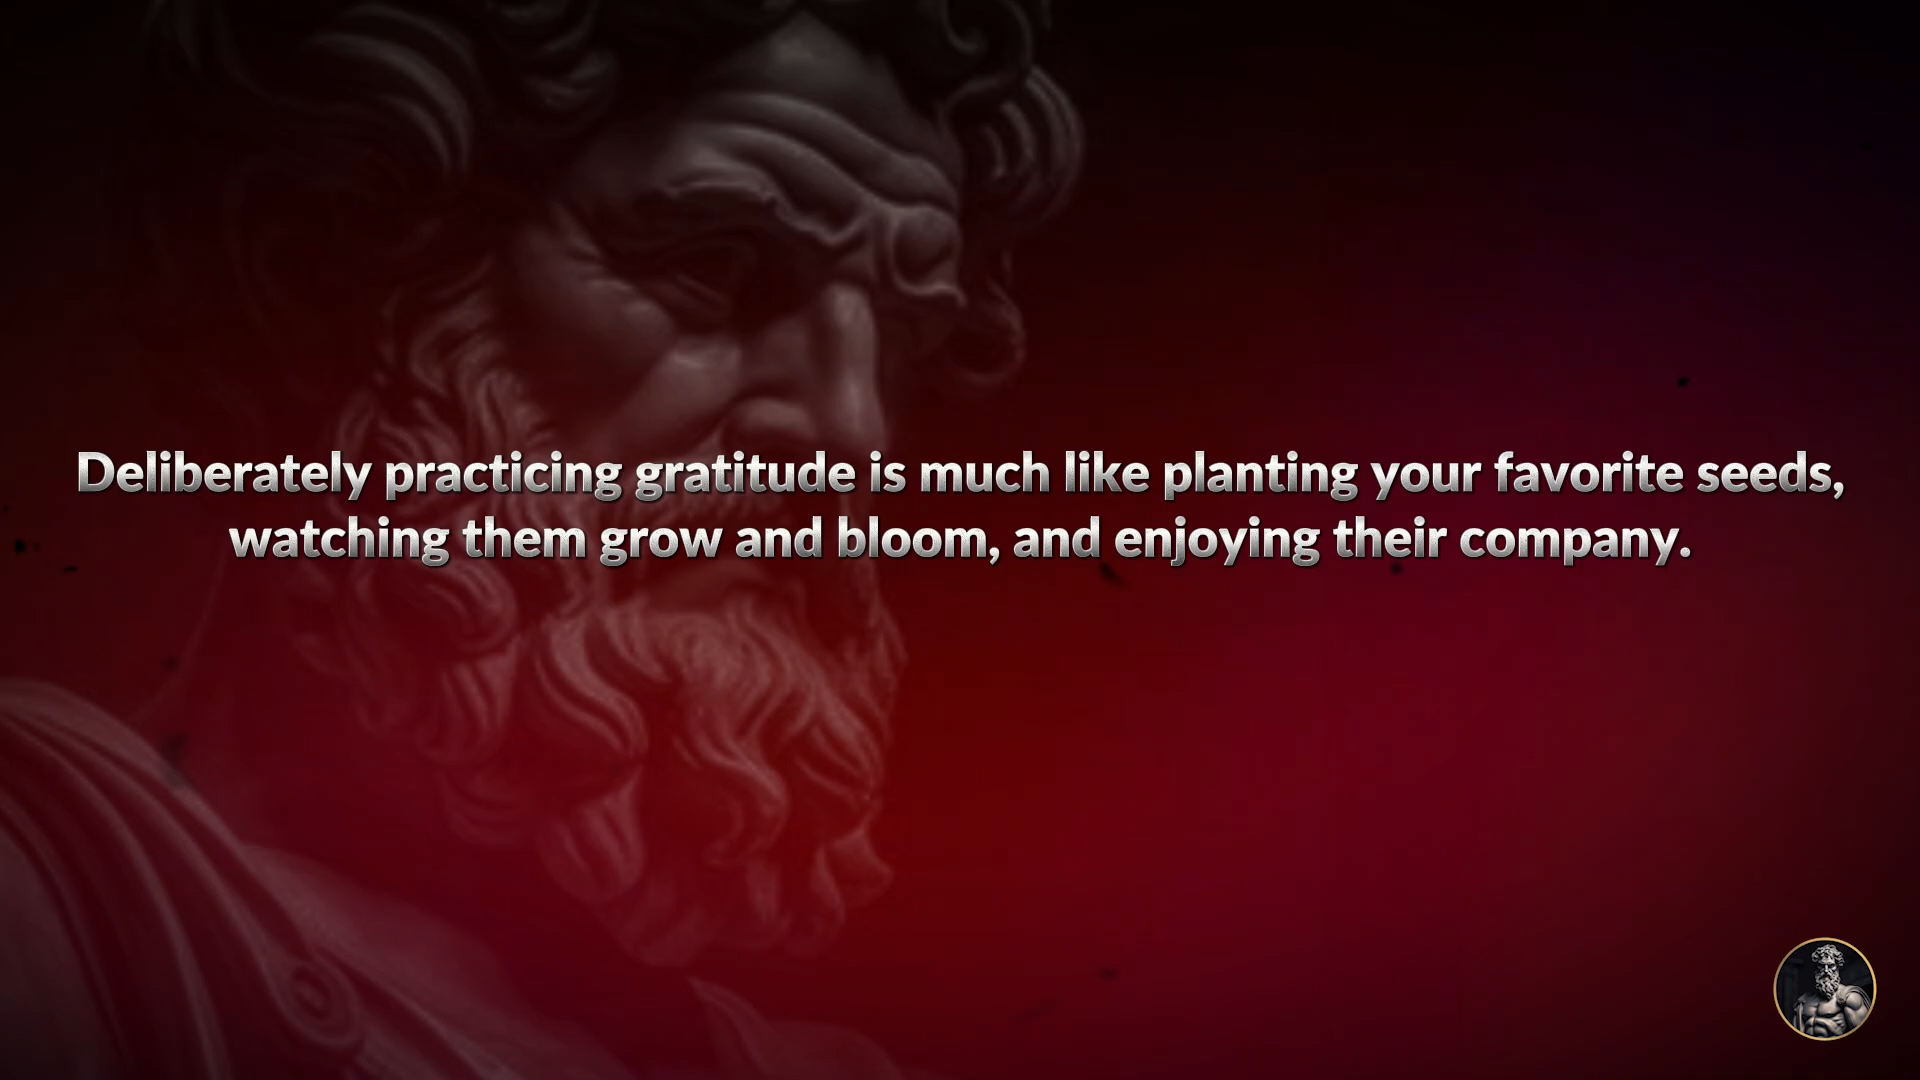 Deliberately practicing gratitude is much like planting your favorite seeds,
watching them grow and bloom, and enjoying their company.